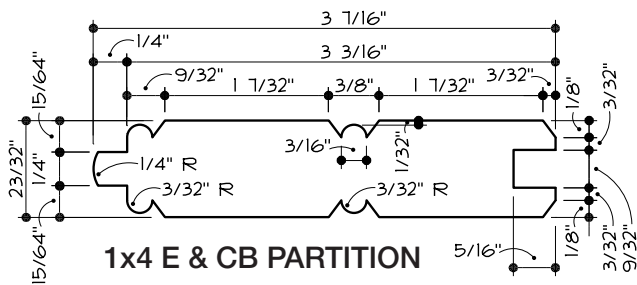 3 7/16"
1/4" 3 3/16"
9/32" 1 7/32" 3/8" 1 7/32" 3/32"
15/64" 1/4" 15/64"
23/32"
1/4" R
3/32" R
3/16"
1/32"
3/32" R
1/8" 3/32"
1/8" 3/32" 9/32"
5/16"
1x4 E & CB PARTITION